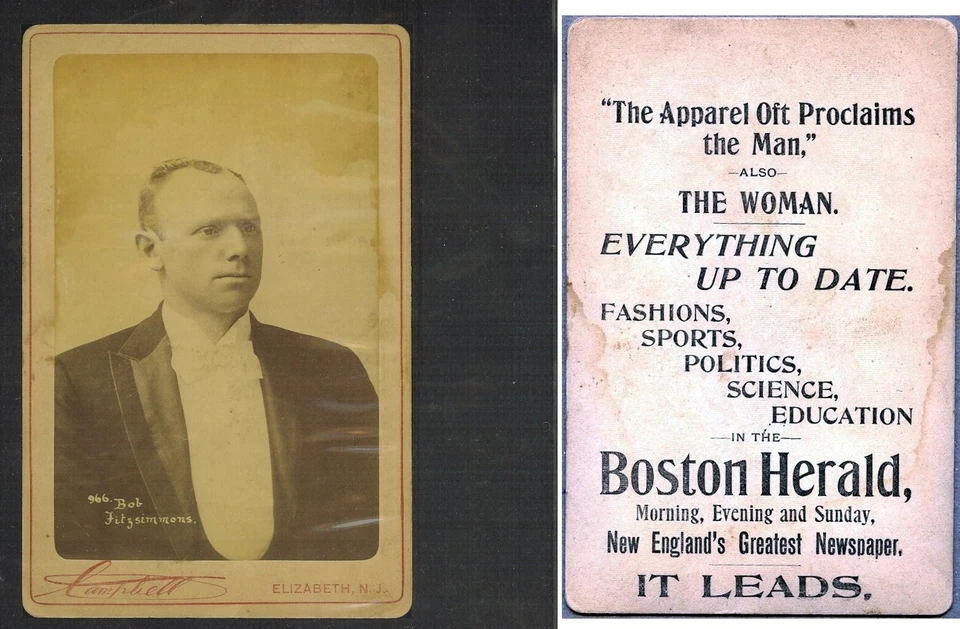 966. Bob
Fitzsimmons.
Campbell
ELIZABETH, N. J.
“The Apparel Oft Proclaims
the Man,”
—ALSO—
THE WOMAN.
EVERYTHING
UP TO DATE.
FASHIONS,
SPORTS,
POLITICS,
SCIENCE,
EDUCATION
—IN THE—
Boston Herald,
Morning, Evening and Sunday,
New England's Greatest Newspaper.
IT LEADS.